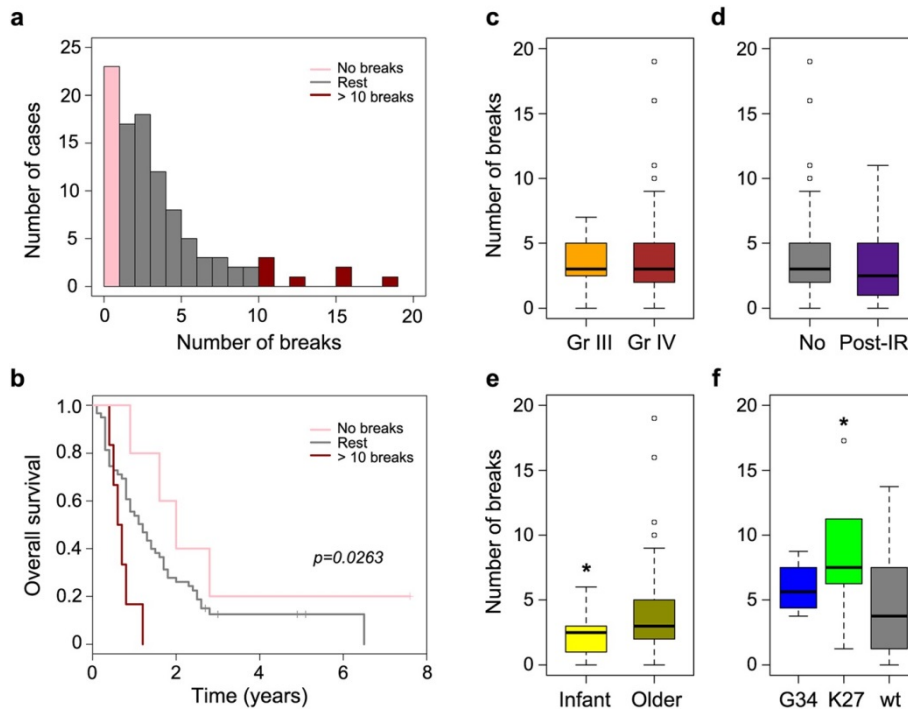 a
25
20
15
10
5
0
Number of cases
No breaks
Rest
> 10 breaks
0 5 10 15 20
Number of breaks
b
1.0
0.8
0.6
0.4
0.2
0
Overall survival
No breaks
Rest
> 10 breaks
p=0.0263
0 2 4 6 8
Time (years)
c
20
15
10
5
0
Number of breaks
Gr III Gr IV
d
20
15
10
5
0
No Post-IR
e
20
15
10
5
0
Number of breaks
*
Infant Older
f
20
15
10
5
0
*
G34 K27 wt